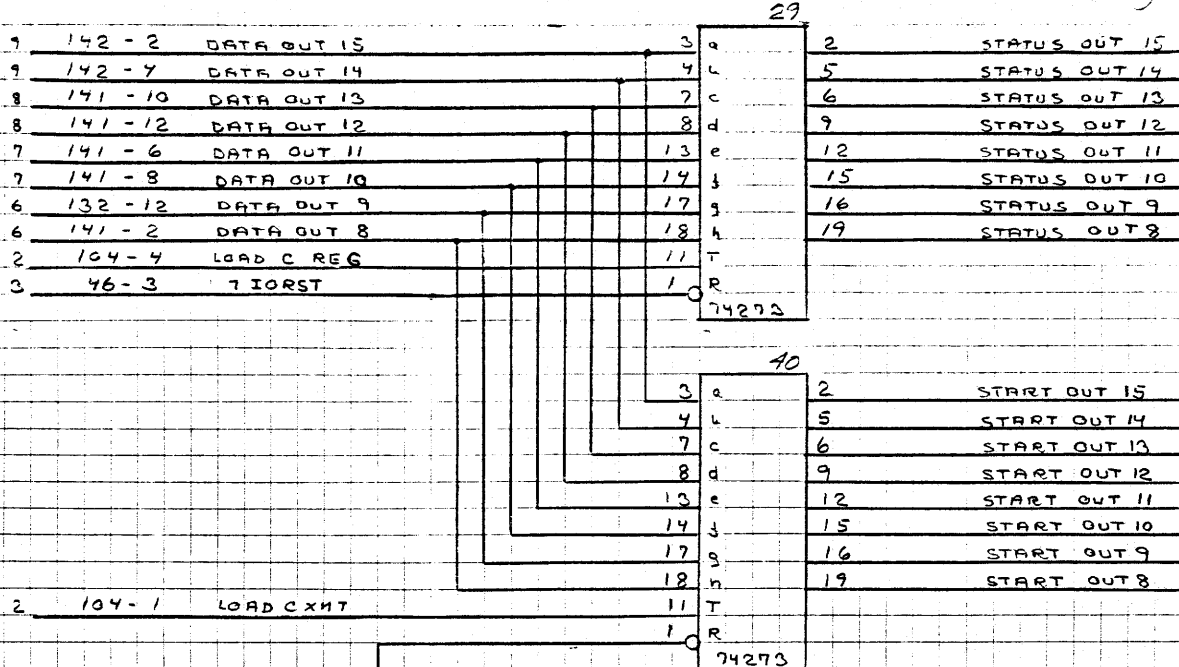 29
9 142 - 2 DATA OUT 15 3 a 2 STATUS OUT 15
9 142 - 4 DATA OUT 14 4 b 5 STATUS OUT 14
8 141 - 10 DATA OUT 13 7 c 6 STATUS OUT 13
8 141 - 12 DATA OUT 12 8 d 9 STATUS OUT 12
7 141 - 6 DATA OUT 11 13 e 12 STATUS OUT 11
7 141 - 8 DATA OUT 10 14 f 15 STATUS OUT 10
6 132 - 12 DATA OUT 9 17 g 16 STATUS OUT 9
6 141 - 2 DATA OUT 8 18 h 19 STATUS OUT 8
2 104 - 4 LOAD C REG 11 T
3 46 - 3 7 IORST 1 R
74273
40
3 a 2 START OUT 15
4 b 5 START OUT 14
7 c 6 START OUT 13
8 d 9 START OUT 12
13 e 12 START OUT 11
14 f 15 START OUT 10
17 g 16 START OUT 9
18 h 19 START OUT 8
2 104 - 1 LOAD C XMT 11 T
1 R
74273